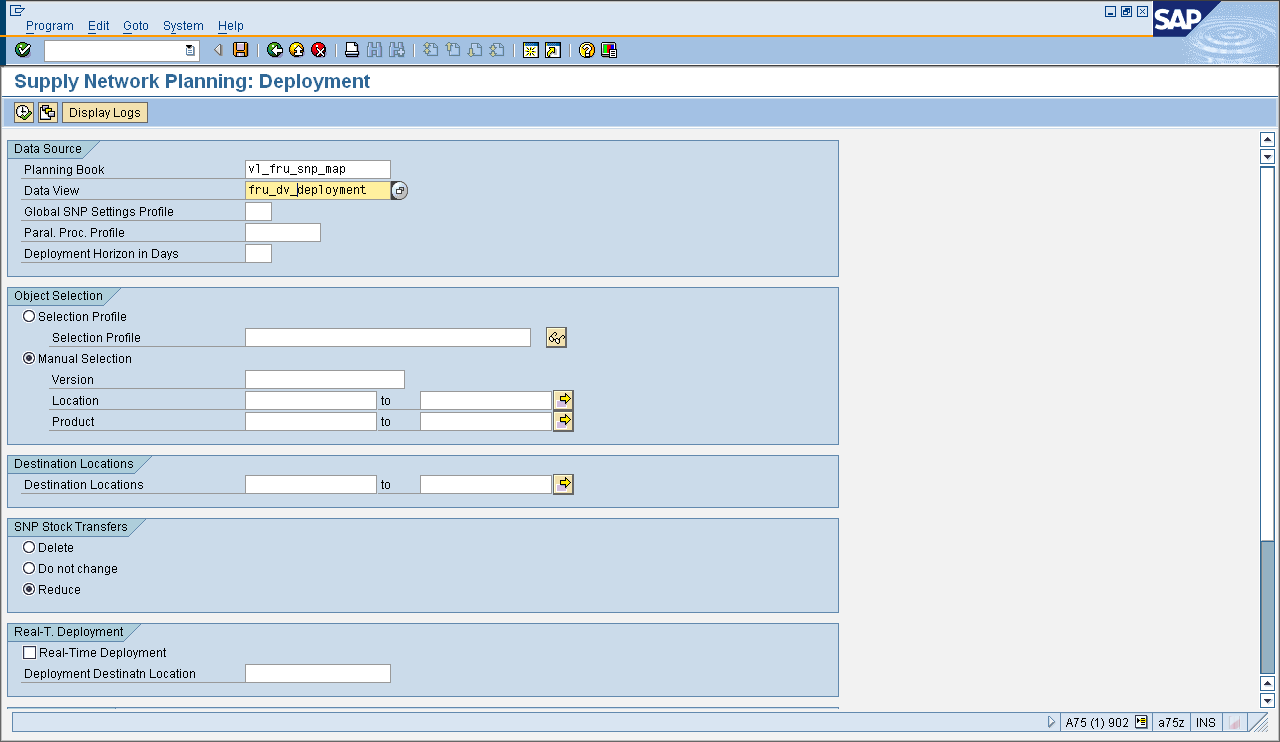 Program Edit Goto System Help
SAP
Supply Network Planning: Deployment
Display Logs
Data Source
Planning Book vl_fru_snp_map
Data View fru_dv_deployment
Global SNP Settings Profile
Paral. Proc. Profile
Deployment Horizon in Days
Object Selection
Selection Profile
Selection Profile
Manual Selection
Version
Location to
Product to
Destination Locations
Destination Locations to
SNP Stock Transfers
Delete
Do not change
Reduce
Real-T. Deployment
Real-Time Deployment
Deployment Destinatn Location
A75 (1) 902 a75z INS